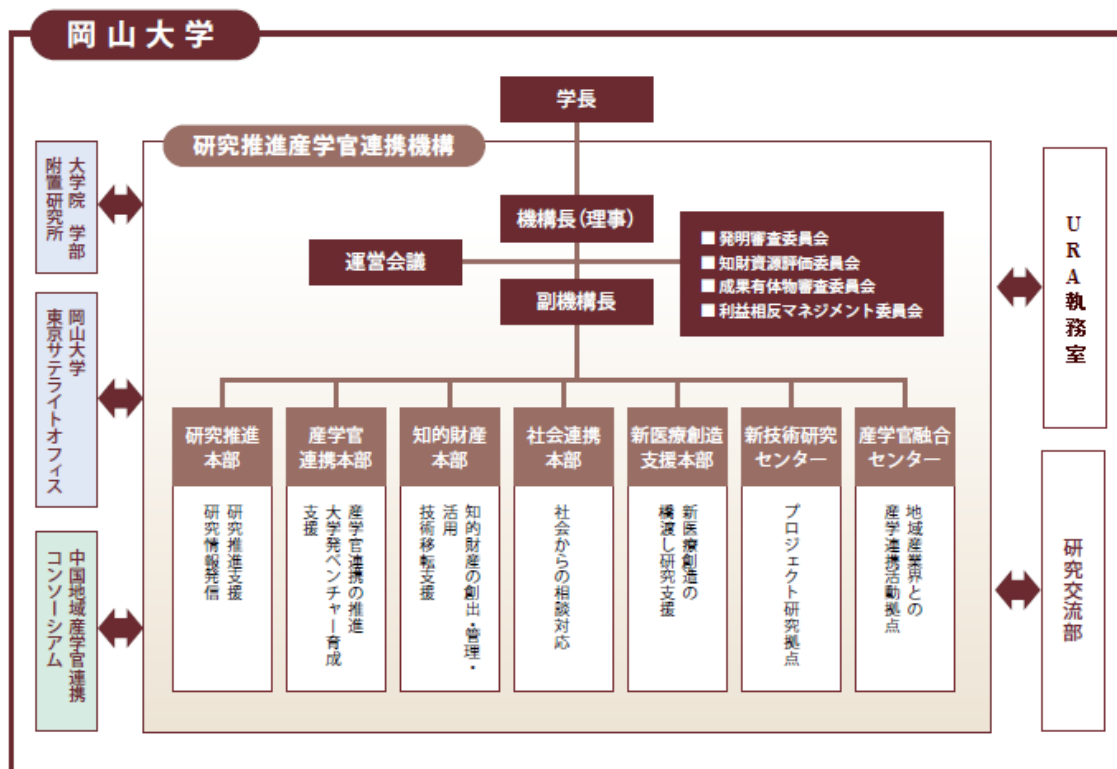 岡山大学
学長
研究推進産学官連携機構
機構長(理事)
運営会議
■ 発明審査委員会
■ 知財資源評価委員会
■ 成果有体物審査委員会
■ 利益相反マネジメント委員会
副機構長
大学院 学部
附置研究所
岡山大学
東京サテライトオフィス
中国地域産学官連携
コンソーシアム
研究推進
本部
研究推進支援
研究情報発信
産学官
連携本部
産学官連携の推進
大学発ベンチャー育成
支援
知的財産
本部
知的財産の創出・管理・
活用
技術移転支援
社会連携
本部
社会からの相談対応
新医療創造
支援本部
新医療創造の
橋渡し研究支援
新技術研究
センター
プロジェクト研究拠点
産学官融合
センター
地域産業界との
産学連携活動拠点
URA執務室
研究交流部